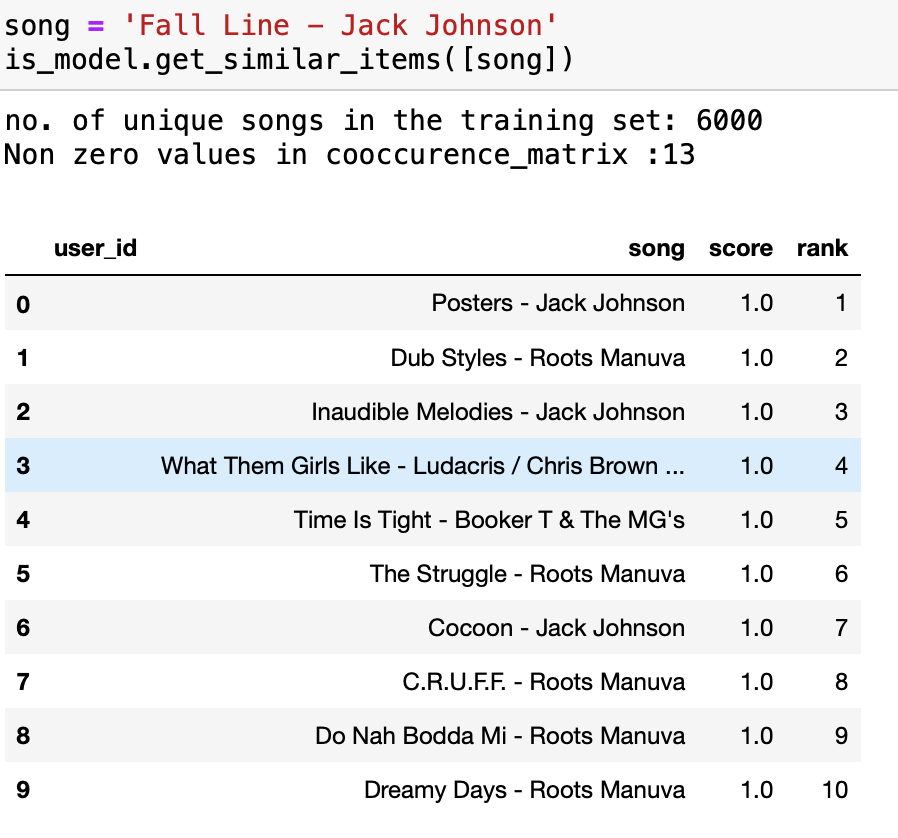 song = 'Fall Line - Jack Johnson'
is_model.get_similar_items([song])
no. of unique songs in the training set: 6000
Non zero values in cooccurence_matrix :13
user_id song score rank
0 Posters - Jack Johnson 1.0 1
1 Dub Styles - Roots Manuva 1.0 2
2 Inaudible Melodies - Jack Johnson 1.0 3
3 What Them Girls Like - Ludacris / Chris Brown ... 1.0 4
4 Time Is Tight - Booker T & The MG's 1.0 5
5 The Struggle - Roots Manuva 1.0 6
6 Cocoon - Jack Johnson 1.0 7
7 C.R.U.F.F. - Roots Manuva 1.0 8
8 Do Nah Bodda Mi - Roots Manuva 1.0 9
9 Dreamy Days - Roots Manuva 1.0 10